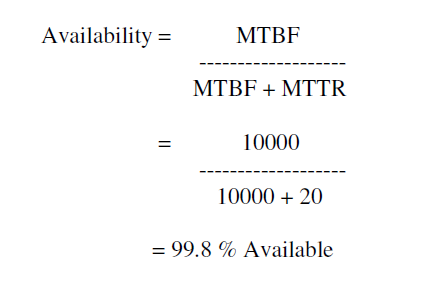 Availability = MTBF
-------------------
MTBF + MTTR
= 10000
-------------------
10000 + 20
= 99.8 % Available